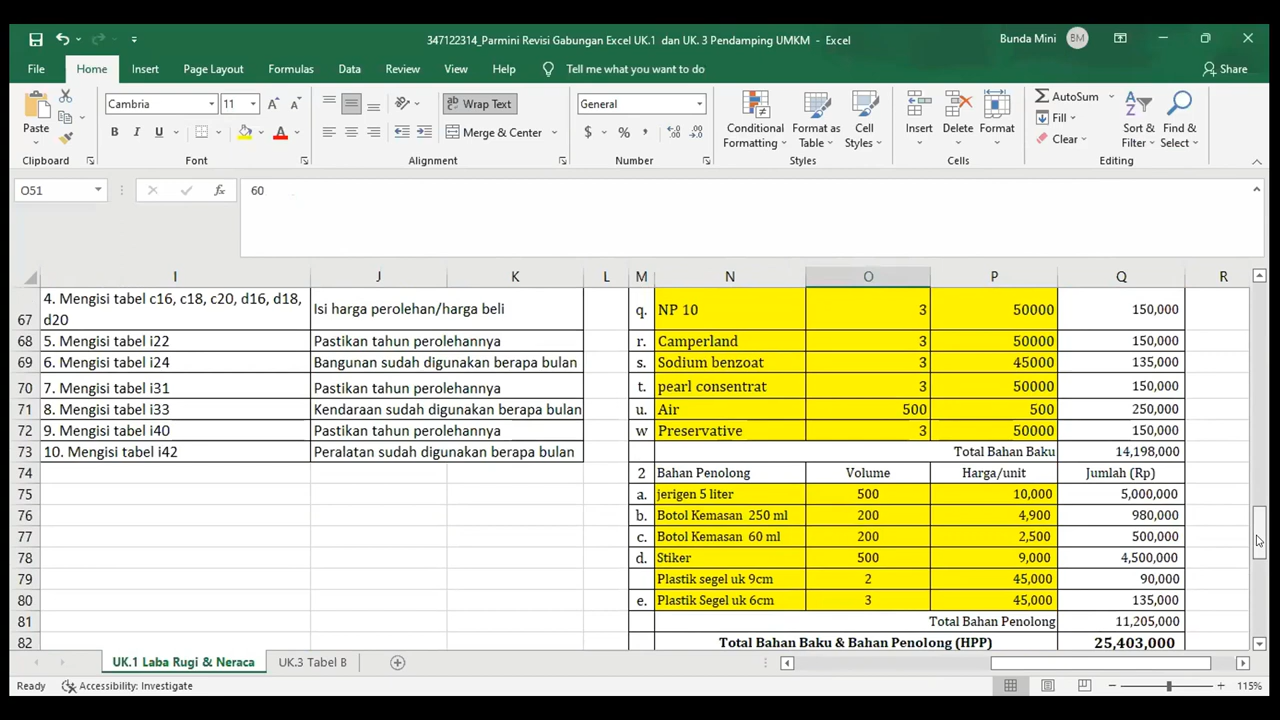 347122314_Parmini Revisi Gabungan Excel UK.1 dan UK. 3 Pendamping UMKM - Excel
Bunda Mini
BM
File Home Insert Page Layout Formulas Data Review View Help Tell me what you want to do Share
Paste
Cambria 11
Wrap Text
General
Merge & Center
Conditional Formatting
Format as Table
Cell Styles
Insert
Delete
Format
AutoSum
Fill
Clear
Sort & Filter
Find & Select
Clipboard Font Alignment Number Styles Cells Editing
O51 fx 60
I J K L M N O P Q R
67 4. Mengisi tabel c16, c18, c20, d16, d18, d20 Isi harga perolehan/harga beli q. NP 10 3 50000 150,000
68 5. Mengisi tabel i22 Pastikan tahun perolehannya r. Camperland 3 50000 150,000
69 6. Mengisi tabel i24 Bangunan sudah digunakan berapa bulan s. Sodium benzoat 3 45000 135,000
70 7. Mengisi tabel i31 Pastikan tahun perolehannya t. pearl consentrat 3 50000 150,000
71 8. Mengisi tabel i33 Kendaraan sudah digunakan berapa bulan u. Air 500 500 250,000
72 9. Mengisi tabel i40 Pastikan tahun perolehannya w Preservative 3 50000 150,000
73 10. Mengisi tabel i42 Peralatan sudah digunakan berapa bulan Total Bahan Baku 14,198,000
74 2 Bahan Penolong Volume Harga/unit Jumlah (Rp)
75 a. jerigen 5 liter 500 10,000 5,000,000
76 b. Botol Kemasan 250 ml 200 4,900 980,000
77 c. Botol Kemasan 60 ml 200 2,500 500,000
78 d. Stiker 500 9,000 4,500,000
79 Plastik segel uk 9cm 2 45,000 90,000
80 e. Plastik Segel uk 6cm 3 45,000 135,000
81 Total Bahan Penolong 11,205,000
82 Total Bahan Baku & Bahan Penolong (HPP) 25,403,000
UK.1 Laba Rugi & Neraca UK.3 Tabel B
Ready Accessibility: Investigate 115%